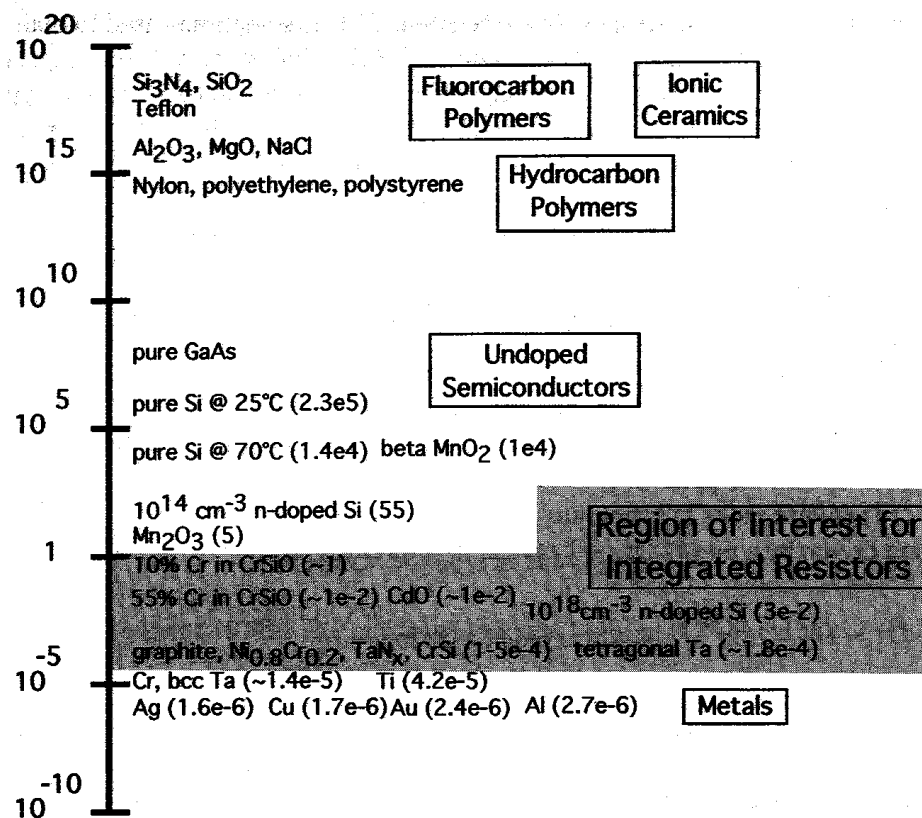 10^20
Si3N4, SiO2
Teflon
Fluorocarbon
Polymers
Ionic
Ceramics
10^15
Al2O3, MgO, NaCl
Nylon, polyethylene, polystyrene
Hydrocarbon
Polymers
10^10
pure GaAs
Undoped
Semiconductors
pure Si @ 25°C (2.3e5)
10^5
pure Si @ 70°C (1.4e4) beta MnO2 (1e4)
10^14 cm^-3 n-doped Si (55)
Mn2O3 (5)
Region of Interest for
Integrated Resistors
1
10% Cr in CrSiO (~1)
55% Cr in CrSiO (~1e-2) CdO (~1e-2)
10^18cm^-3 n-doped Si (3e-2)
graphite, Ni0.8Cr0.2, TaNx, CrSi (1-5e-4) tetragonal Ta (~1.8e-4)
10^-5
Cr, bcc Ta (~1.4e-5) Ti (4.2e-5)
Ag (1.6e-6) Cu (1.7e-6) Au (2.4e-6) Al (2.7e-6)
Metals
10^-10